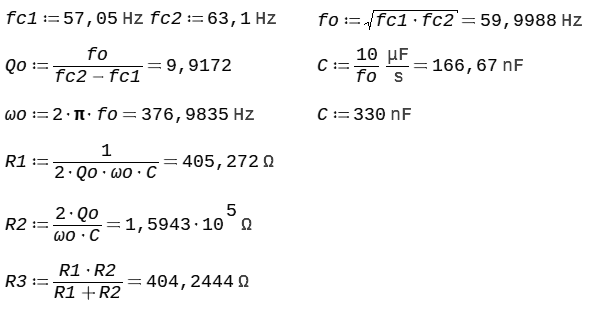 fc1 := 57,05 Hz fc2 := 63,1 Hz fo := √fc1 · fc2 = 59,9988 Hz
Qo := fo / fc2 − fc1 = 9,9172 C := 10 / fo μF / s = 166,67 nF
ωo := 2 · π · fo = 376,9835 Hz C := 330 nF
R1 := 1 / 2 · Qo · ωo · C = 405,272 Ω
R2 := 2 · Qo / ωo · C = 1,5943 · 10^5 Ω
R3 := R1 · R2 / R1 + R2 = 404,2444 Ω